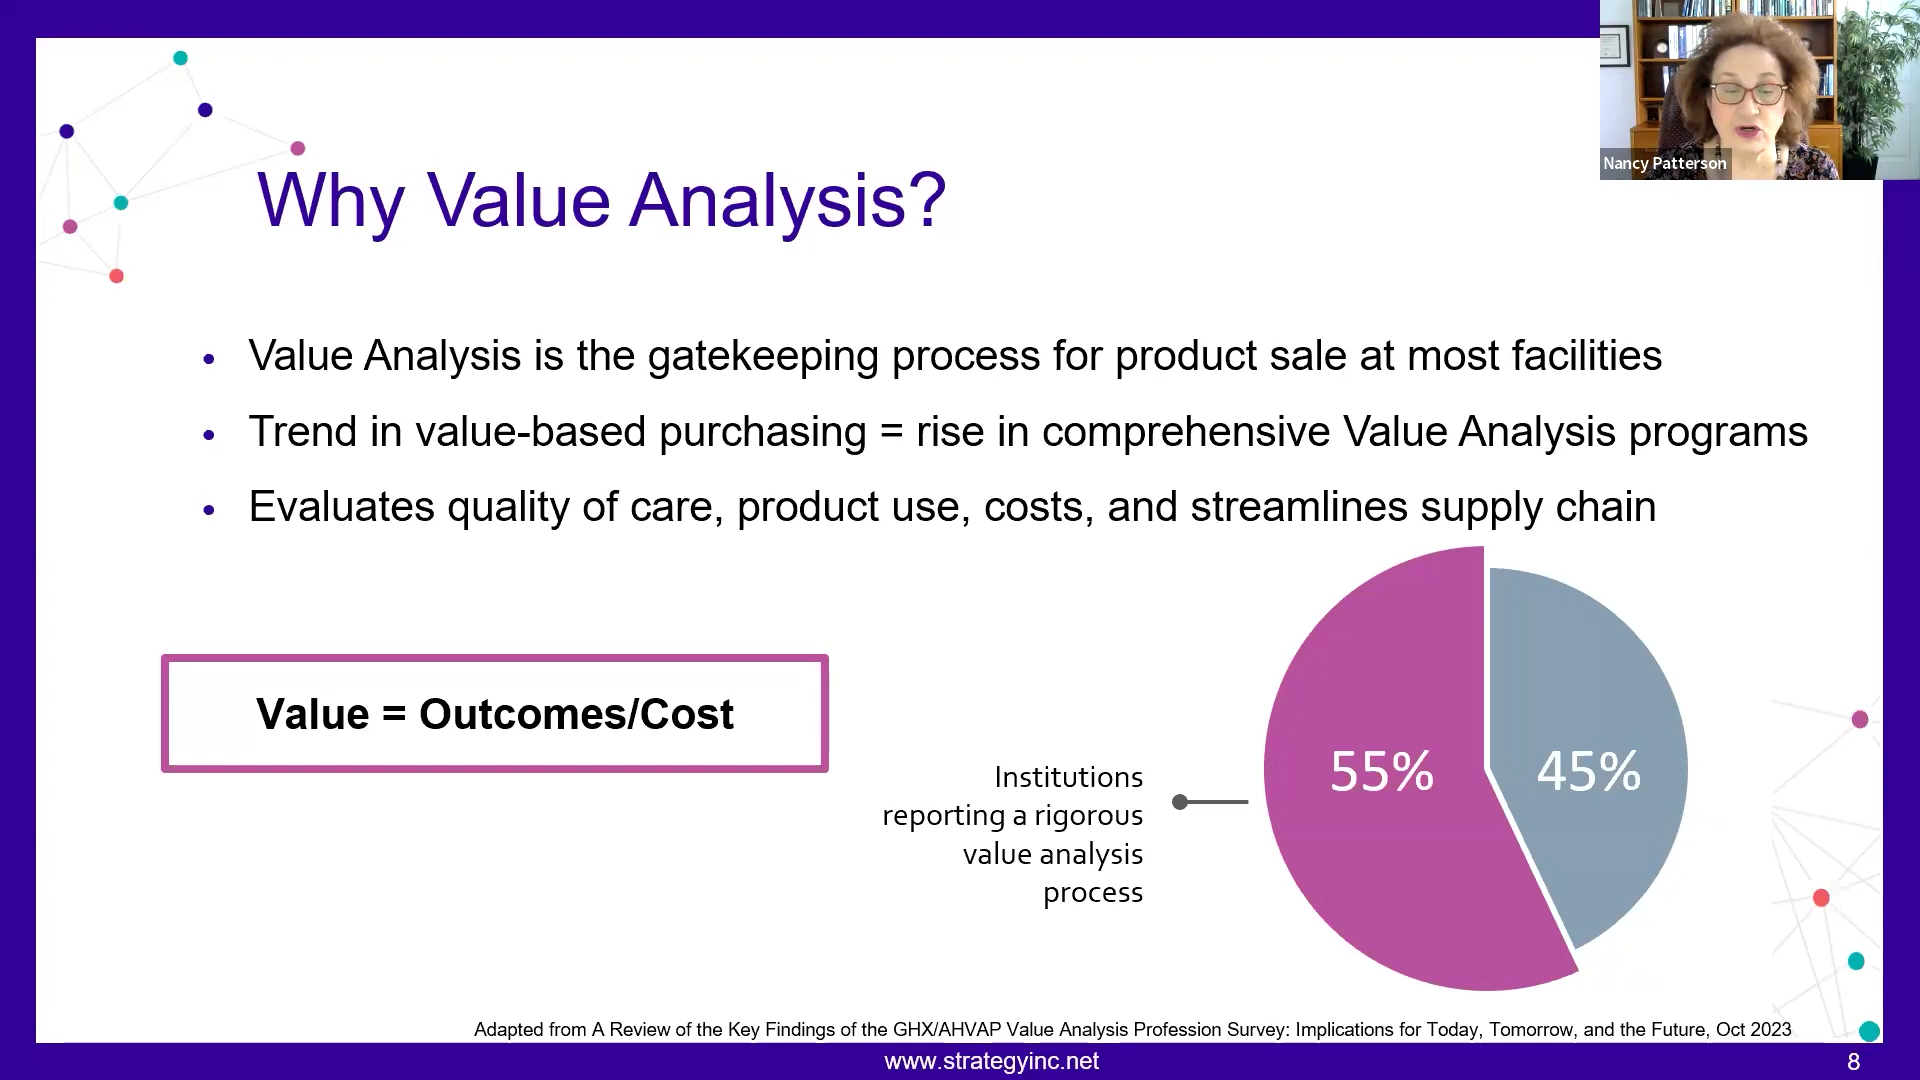 Nancy Patterson
Why Value Analysis?
• Value Analysis is the gatekeeping process for product sale at most facilities
• Trend in value-based purchasing = rise in comprehensive Value Analysis programs
• Evaluates quality of care, product use, costs, and streamlines supply chain
Value = Outcomes/Cost
Institutions
reporting a rigorous
value analysis
process
55%
45%
Adapted from A Review of the Key Findings of the GHX/AHVAP Value Analysis Profession Survey: Implications for Today, Tomorrow, and the Future, Oct 2023
www.strategyinc.net
8